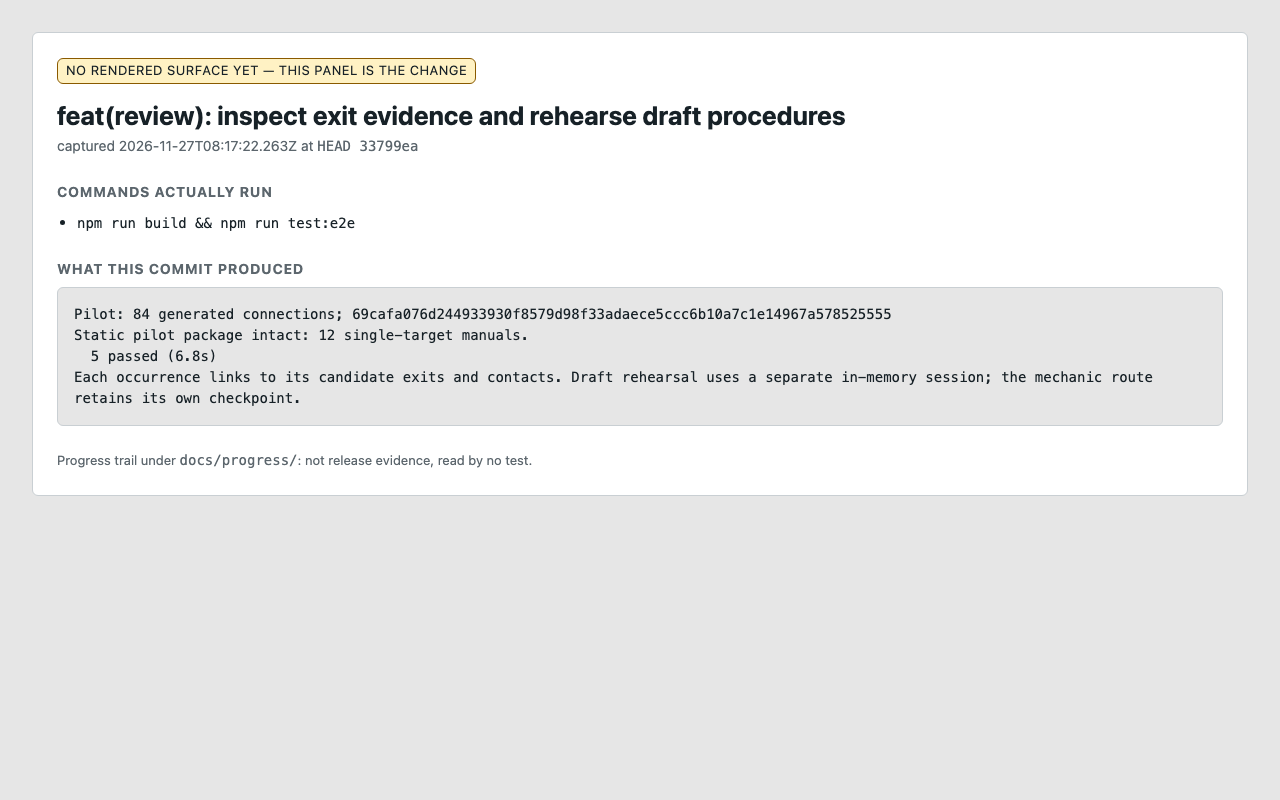 NO RENDERED SURFACE YET — THIS PANEL IS THE CHANGE
feat(review): inspect exit evidence and rehearse draft procedures
captured 2026-11-27T08:17:22.263Z at HEAD 33799ea
COMMANDS ACTUALLY RUN
• npm run build && npm run test:e2e
WHAT THIS COMMIT PRODUCED
Pilot: 84 generated connections; 69cafa076d244933930f8579d98f33adaece5ccc6b10a7c1e14967a578525555
Static pilot package intact: 12 single-target manuals.
5 passed (6.8s)
Each occurrence links to its candidate exits and contacts. Draft rehearsal uses a separate in-memory session; the mechanic route
retains its own checkpoint.
Progress trail under docs/progress/: not release evidence, read by no test.